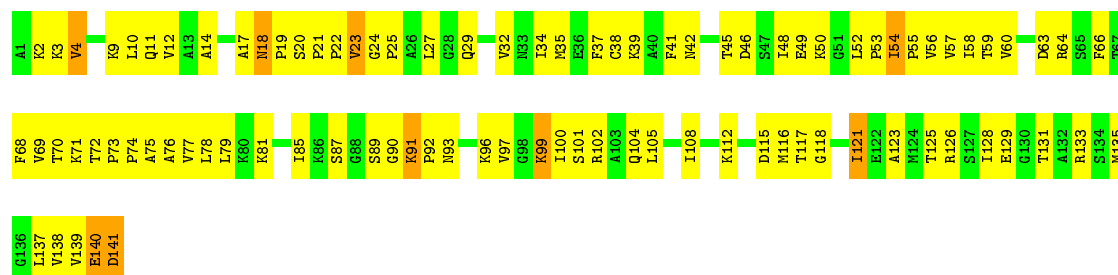 A1 K2 K3 V4 K9 L10 Q11 V12 A13 A14 A17 N18 P19 S20 P21 P22 V23 G24 P25 A26 L27 G28 Q29 V32 N33 I34 M35 E36 F37 C38 K39 A40 F41 N42 T45 D46 S47 I48 E49 K50 G51 L52 P53 I54 P55 V56 V57 I58 T59 V60 D63 R64 S65 F66 T67
F68 V69 T70 K71 T72 P73 P74 A75 A76 V77 L78 L79 K80 K81 I85 K86 S87 G88 S89 G90 K91 P92 N93 K96 V97 G98 K99 I100 S101 R102 A103 Q104 L105 I108 K112 D115 M116 T117 G118 I121 E122 A123 M124 T125 R126 S127 I128 E129 G130 T131 A132 R133 S134 M135
G136 L137 V138 V139 E140 D141